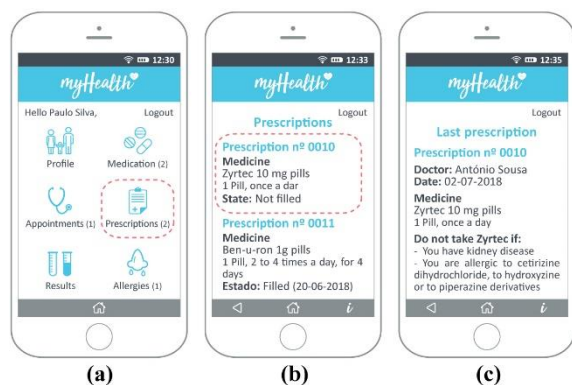 12:30
myHealth
Hello Paulo Silva,
Logout
Profile
Medication (2)
Appointments (1)
Prescriptions (2)
Results
Allergies (1)
(a)
12:33
myHealth
Logout
Prescriptions
Prescription nº 0010
Medicine
Zyrtec 10 mg pills
1 Pill, once a dar
State: Not filled
Prescription nº 0011
Medicine
Ben-u-ron 1g pills
1 Pill, 2 to 4 times a day, for 4
days
Estado: Filled (20-06-2018)
i
(b)
12:35
myHealth
Logout
Last prescription
Prescription nº 0010
Doctor: António Sousa
Date: 02-07-2018
Medicine
Zyrtec 10 mg pills
1 Pill, once a day
Do not take Zyrtec if:
- You have kidney disease
- You are allergic to cetirizine
dihydrochloride, to hydroxyzine
or to piperazine derivatives
i
(c)